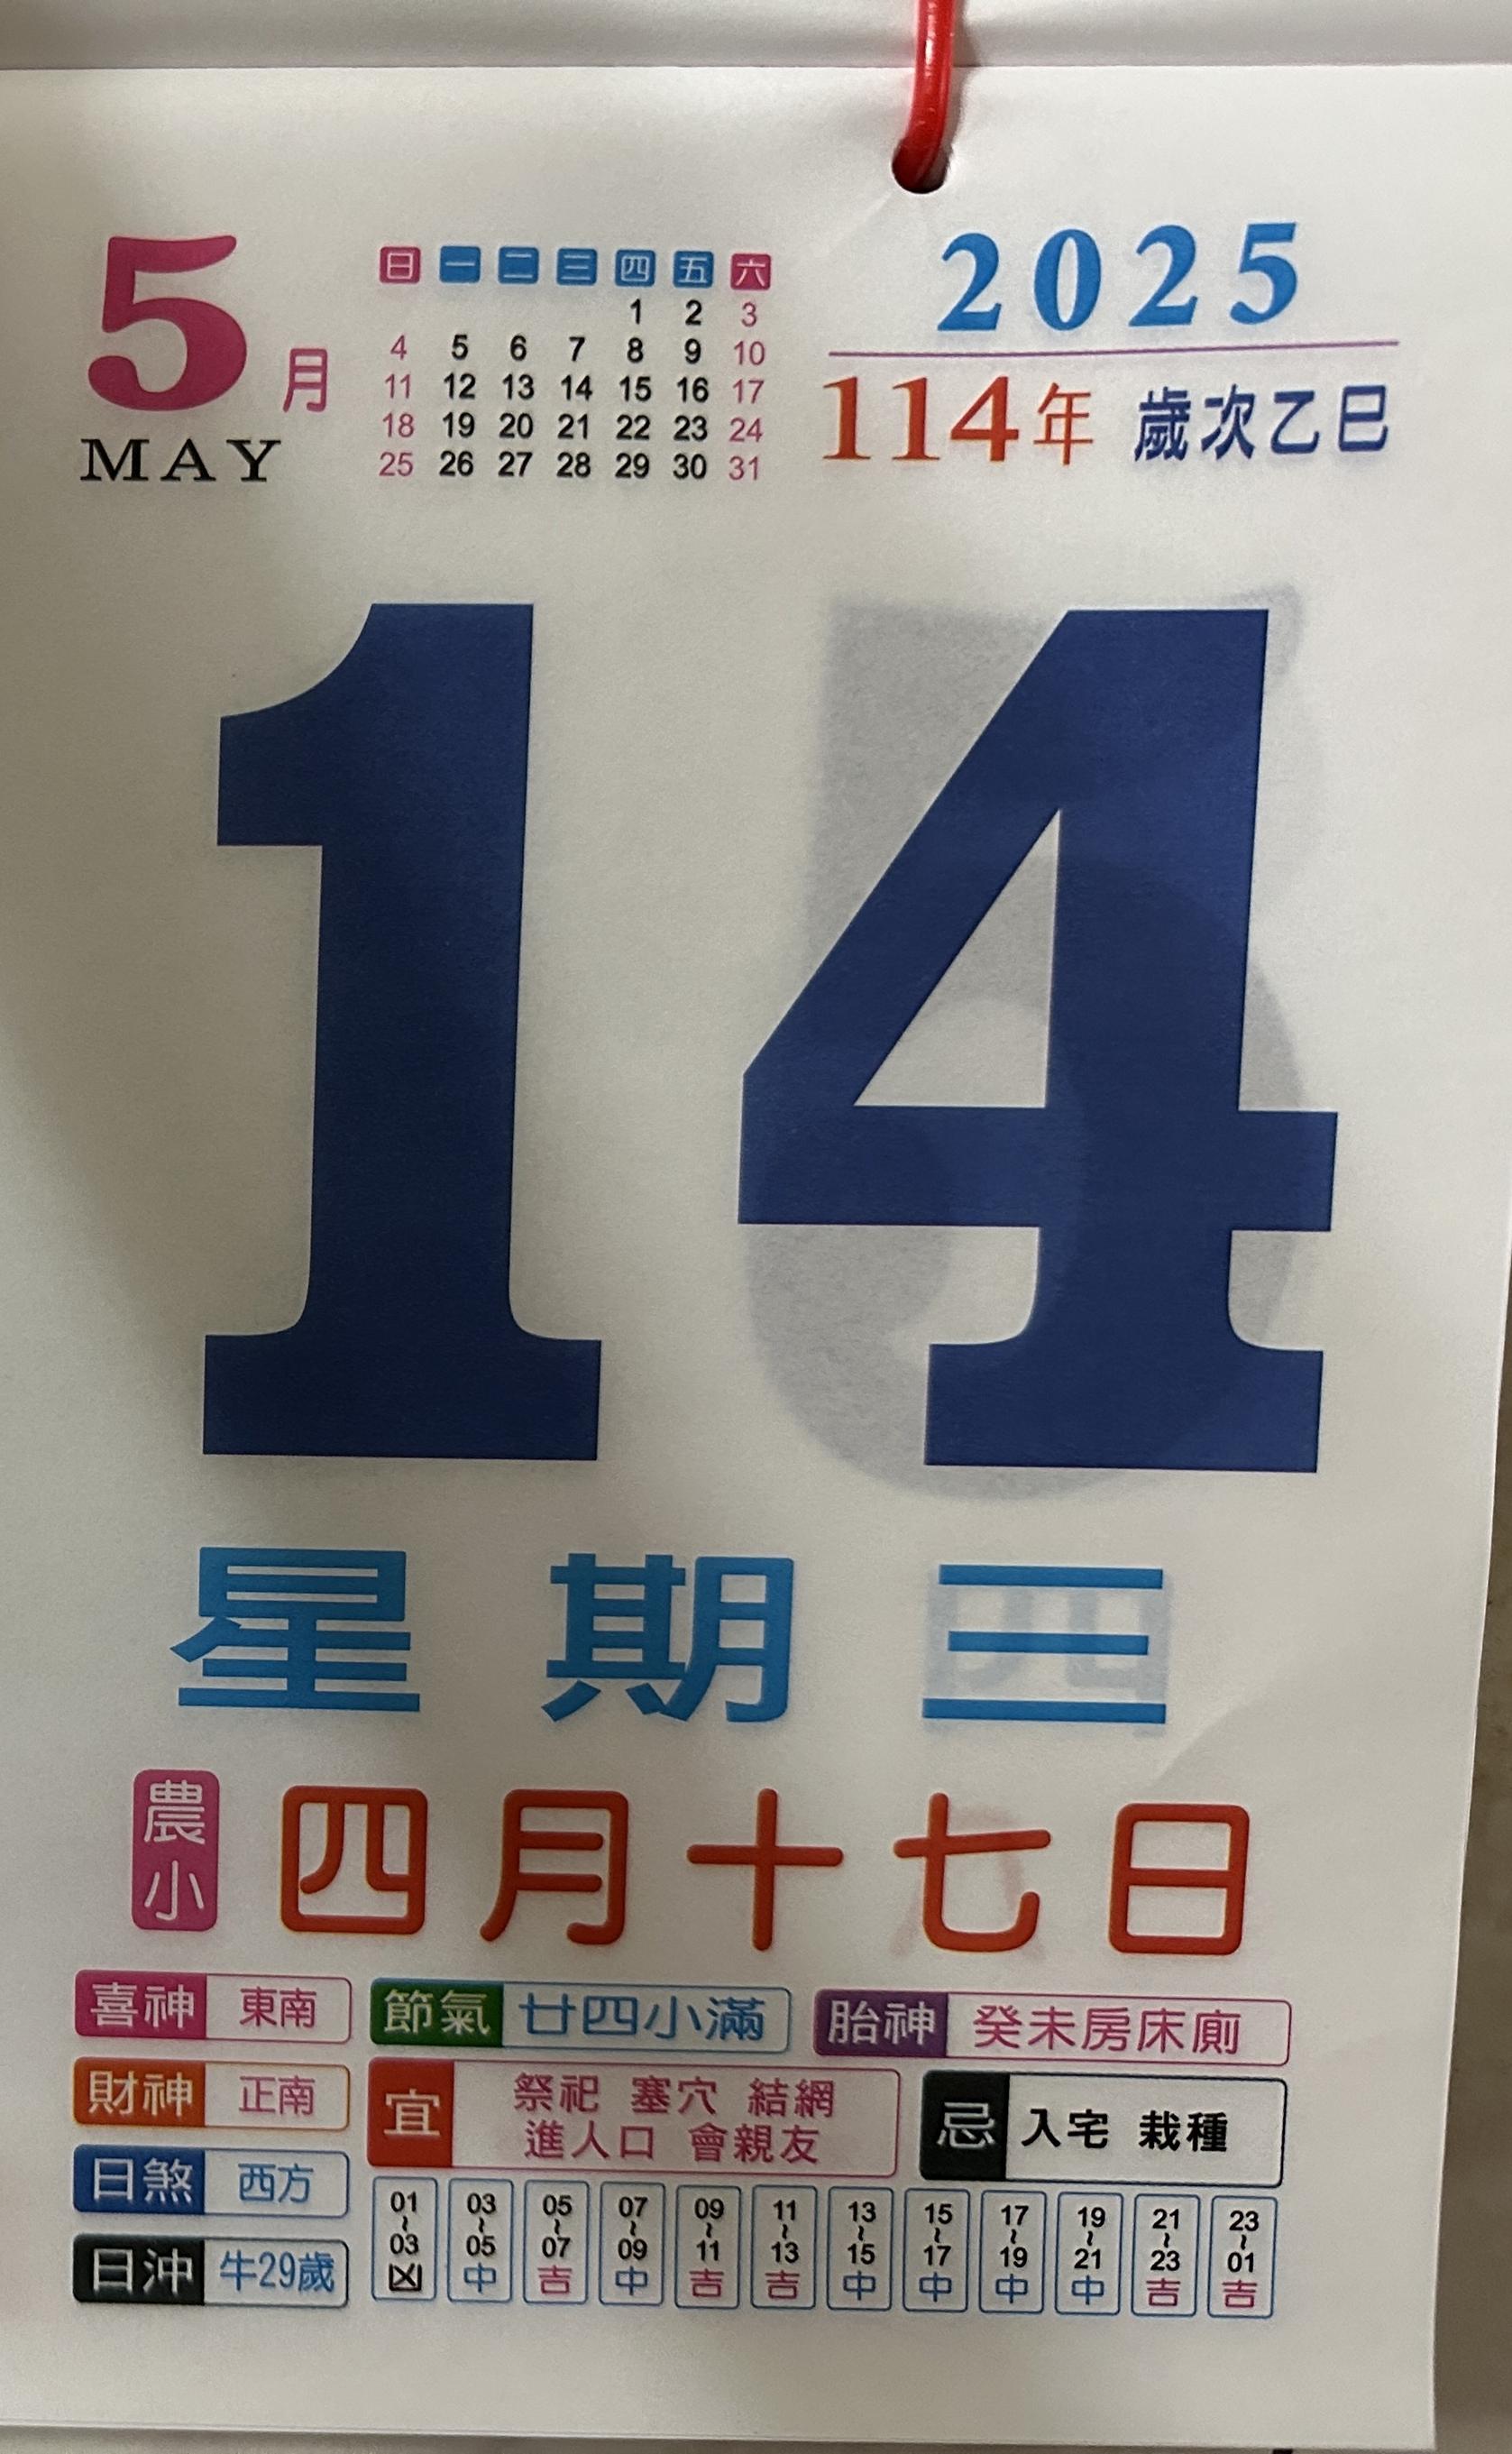 5月
MAY
日 一 二 三 四 五 六
1 2 3
4 5 6 7 8 9 10
11 12 13 14 15 16 17
18 19 20 21 22 23 24
25 26 27 28 29 30 31
2025
114年 歲次乙巳
14
星期三
農小 四月十七日
喜神 東南
節氣 廿四小滿
胎神 癸未房床廁
財神 正南
宜 祭祀 塞穴 結網
進人口 會親友
忌 入宅 栽種
日煞 西方
日沖 牛29歲
01~03 凶
03~05 中
05~07 吉
07~09 中
09~11 吉
11~13 吉
13~15 中
15~17 中
17~19 中
19~21 中
21~23 吉
23~01 吉